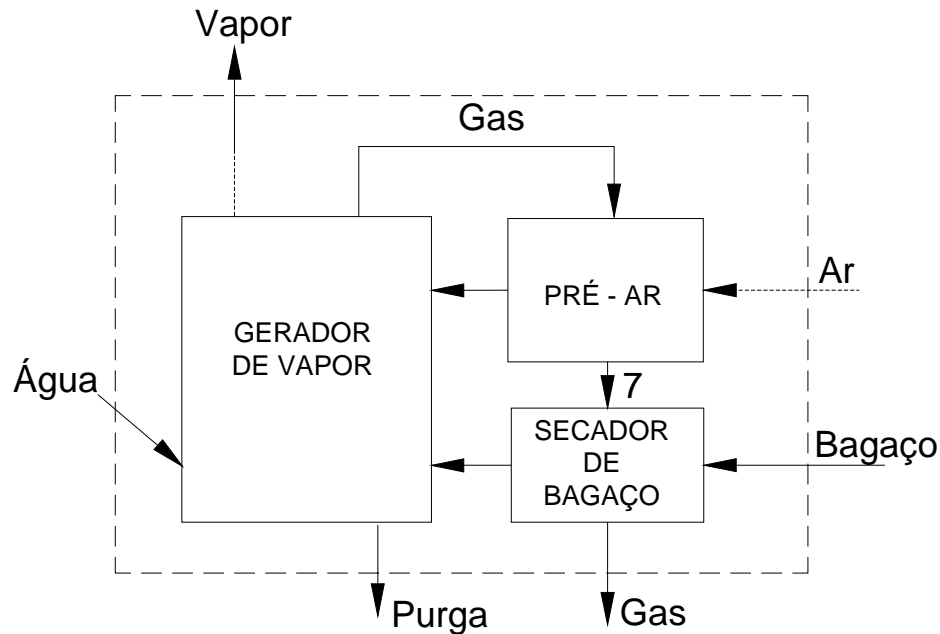 Vapor
Gas
Ar
PRÉ - AR
GERADOR
DE VAPOR
7
Água
SECADOR
DE
BAGAÇO
Bagaço
Purga
Gas